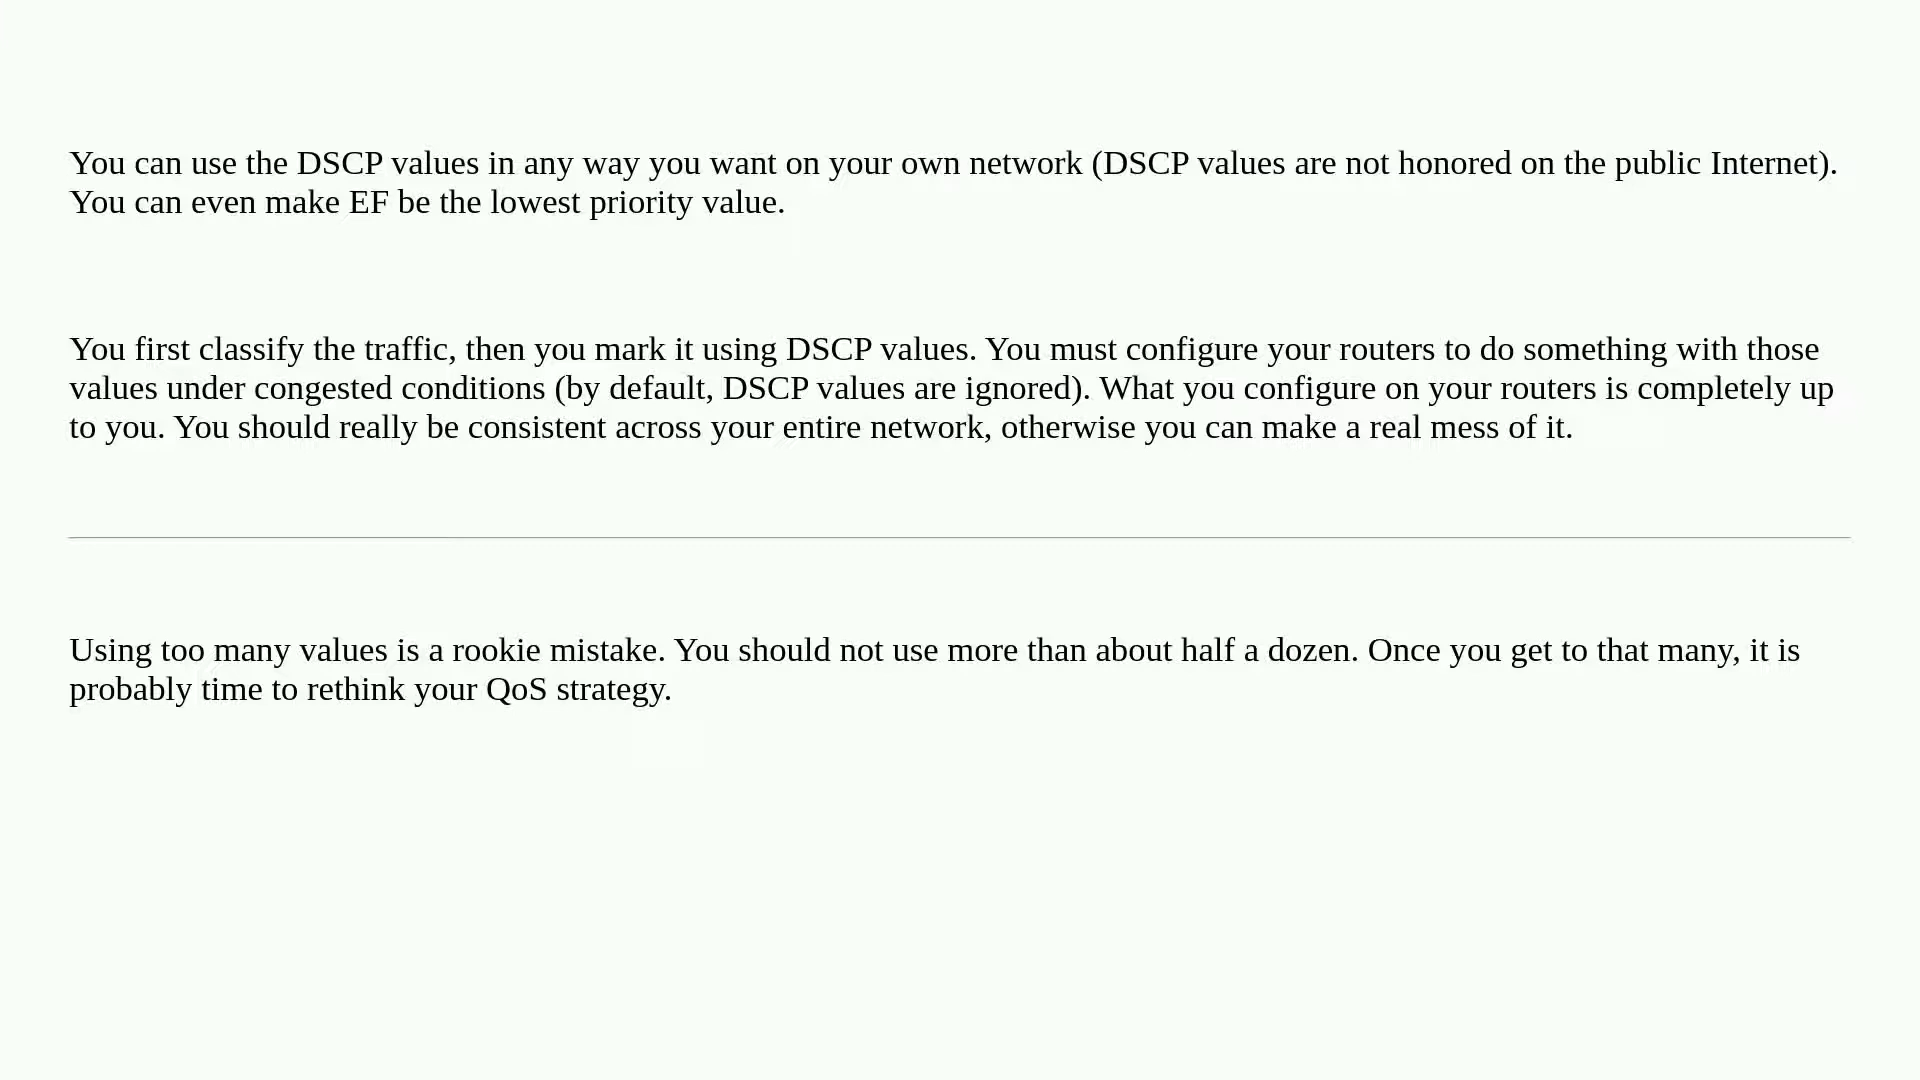 You can use the DSCP values in any way you want on your own network (DSCP values are not honored on the public Internet).
You can even make EF be the lowest priority value.
You first classify the traffic, then you mark it using DSCP values. You must configure your routers to do something with those
values under congested conditions (by default, DSCP values are ignored). What you configure on your routers is completely up
to you. You should really be consistent across your entire network, otherwise you can make a real mess of it.
Using too many values is a rookie mistake. You should not use more than about half a dozen. Once you get to that many, it is
probably time to rethink your QoS strategy.